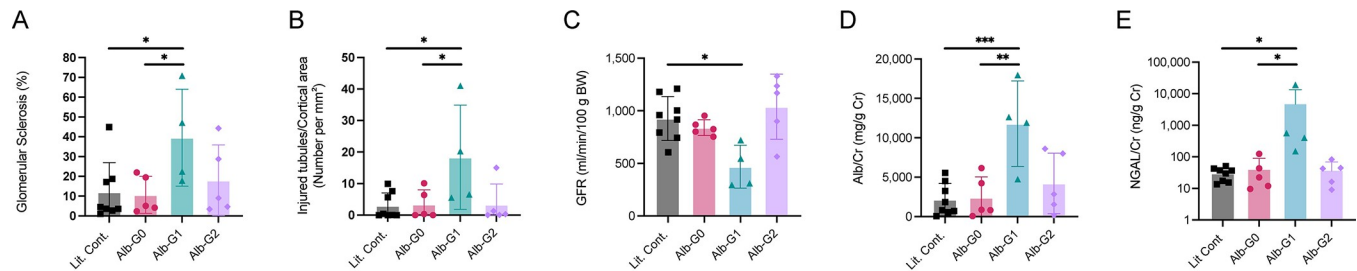 A
B
C
D
E
Glomerular Sclerosis (%)
80
70
60
50
40
30
20
10
0
*
*
Lit. Cont.
Alb-G0
Alb-G1
Alb-G2
Injured tubules/Cortical area
(Number per mm²)
50
40
30
20
10
0
*
*
Lit. Cont.
Alb-G0
Alb-G1
Alb-G2
GFR (ml/min/100 g BW)
1,500
1,000
500
0
*
Lit. Cont.
Alb-G0
Alb-G1
Alb-G2
Alb/Cr (mg/g Cr)
20,000
15,000
10,000
5,000
0
***
**
Lit. Cont.
Alb-G0
Alb-G1
Alb-G2
NGAL/Cr (ng/g Cr)
100,000
10,000
1,000
100
10
1
*
*
Lit. Cont
Alb-G0
Alb-G1
Alb-G2